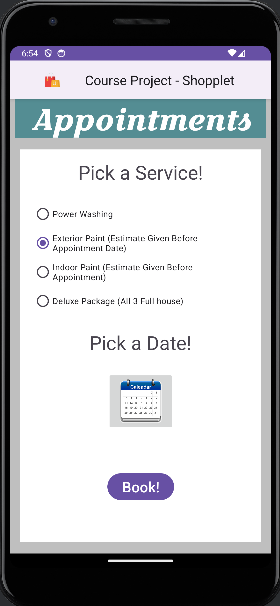 6:54
Course Project - Shopplet
Appointments
Pick a Service!
Power Washing
Exterior Paint (Estimate Given Before
Appointment Date)
Indoor Paint (Estimate Given Before
Appointment)
Deluxe Package (All 3 Full house)
Pick a Date!
Calendar
Book!